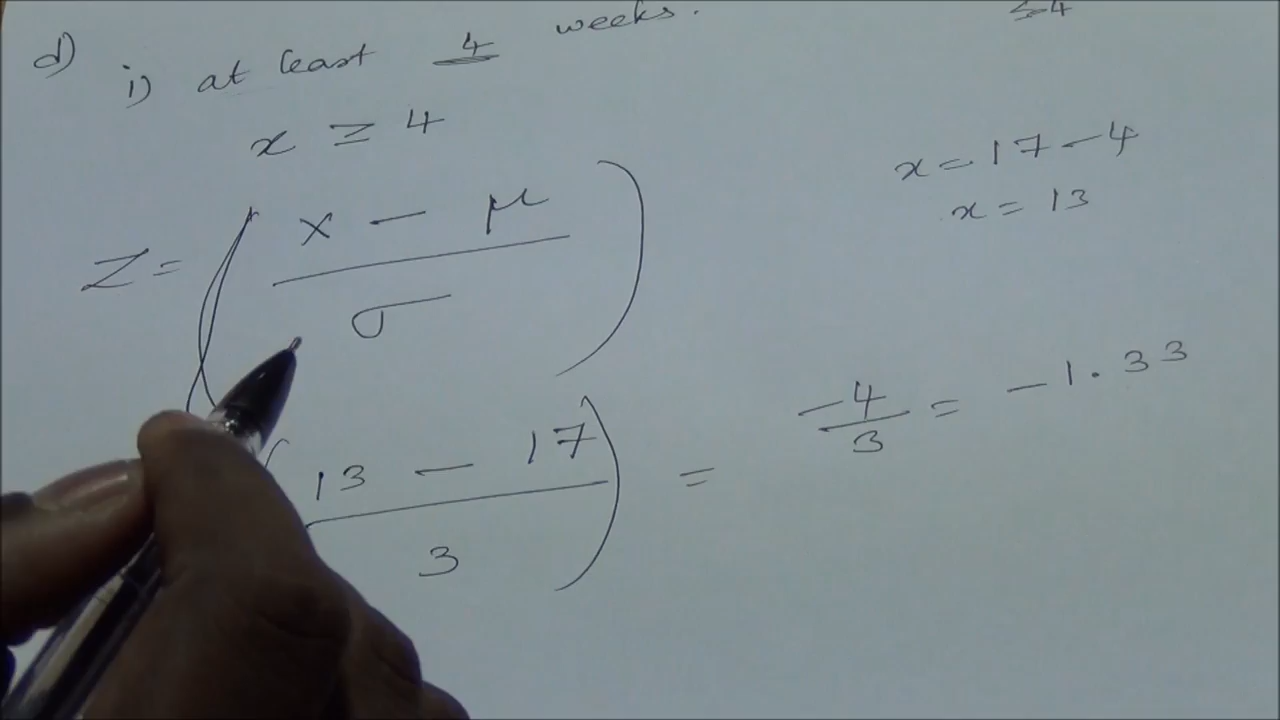 d)
i) at least 4 weeks.
x ≥ 4
x = 17 - 4
x = 13
Z = ( x - μ / σ )
( 13 - 17 / 3 ) = -4 / 3 = -1.33